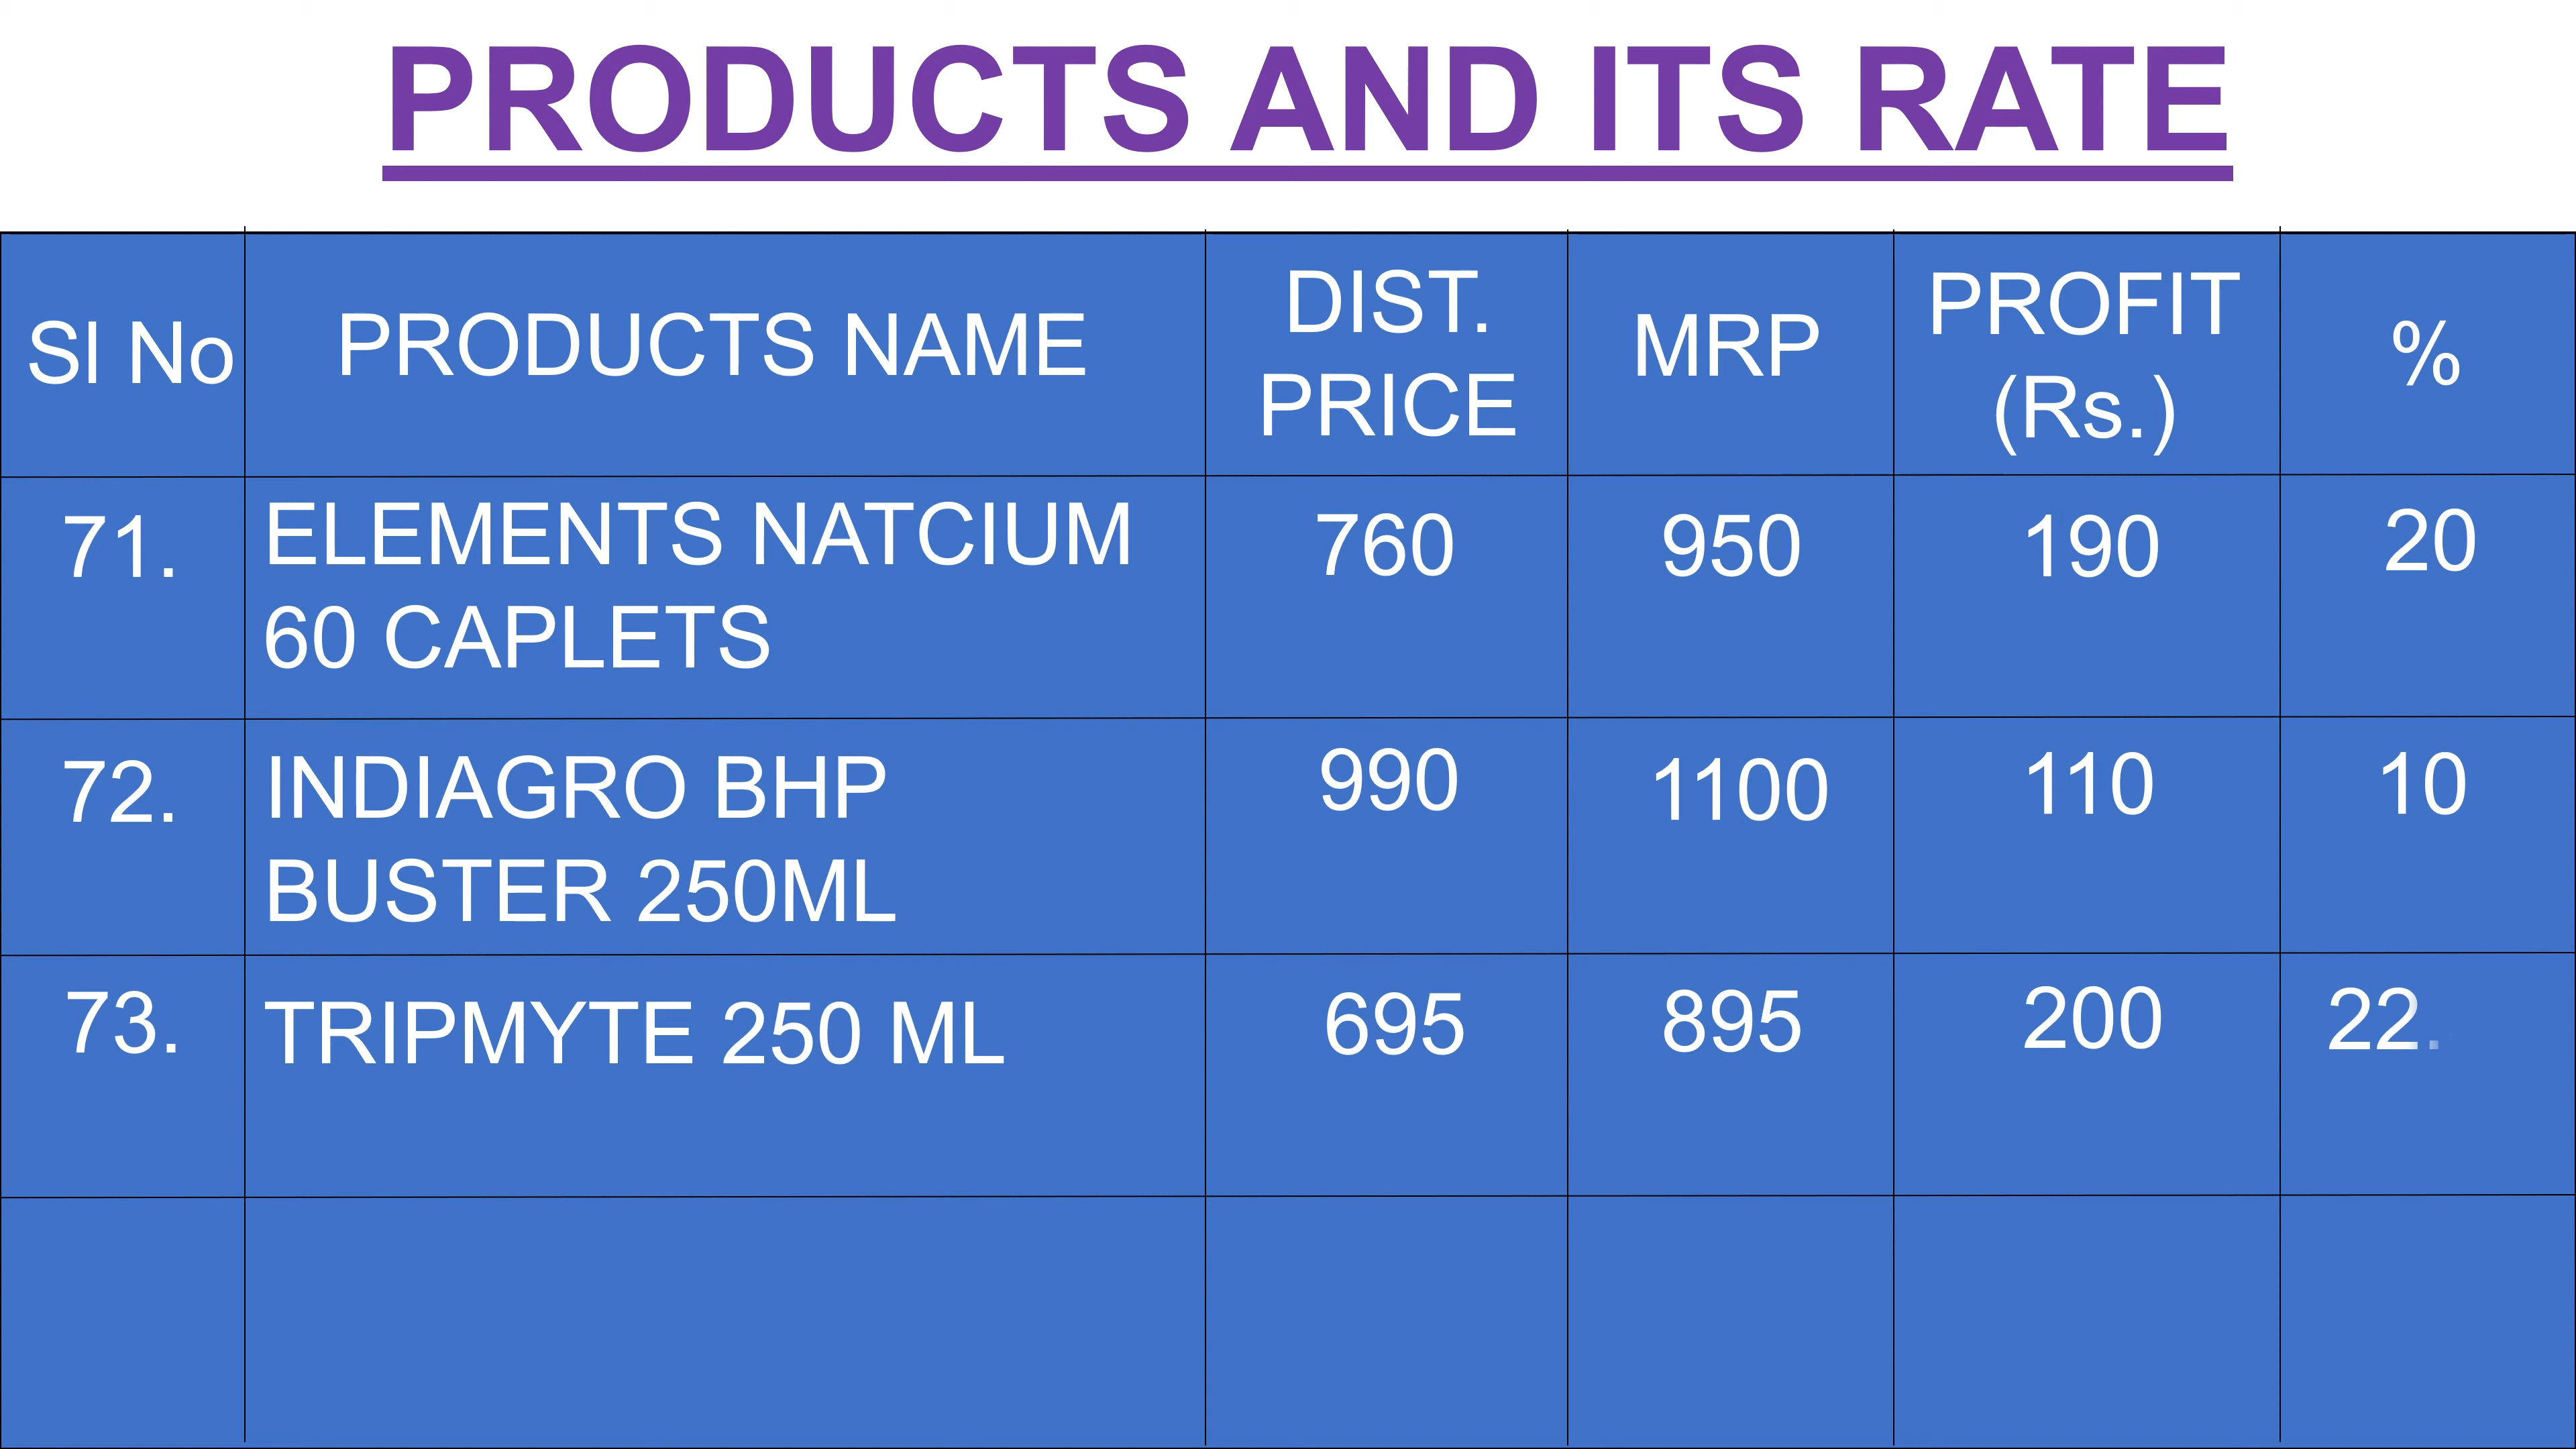 PRODUCTS AND ITS RATE
Sl No PRODUCTS NAME DIST. PRICE MRP PROFIT (Rs.) %
71. ELEMENTS NATCIUM 60 CAPLETS 760 950 190 20
72. INDIAGRO BHP BUSTER 250ML 990 1100 110 10
73. TRIPMYTE 250 ML 695 895 200 22.